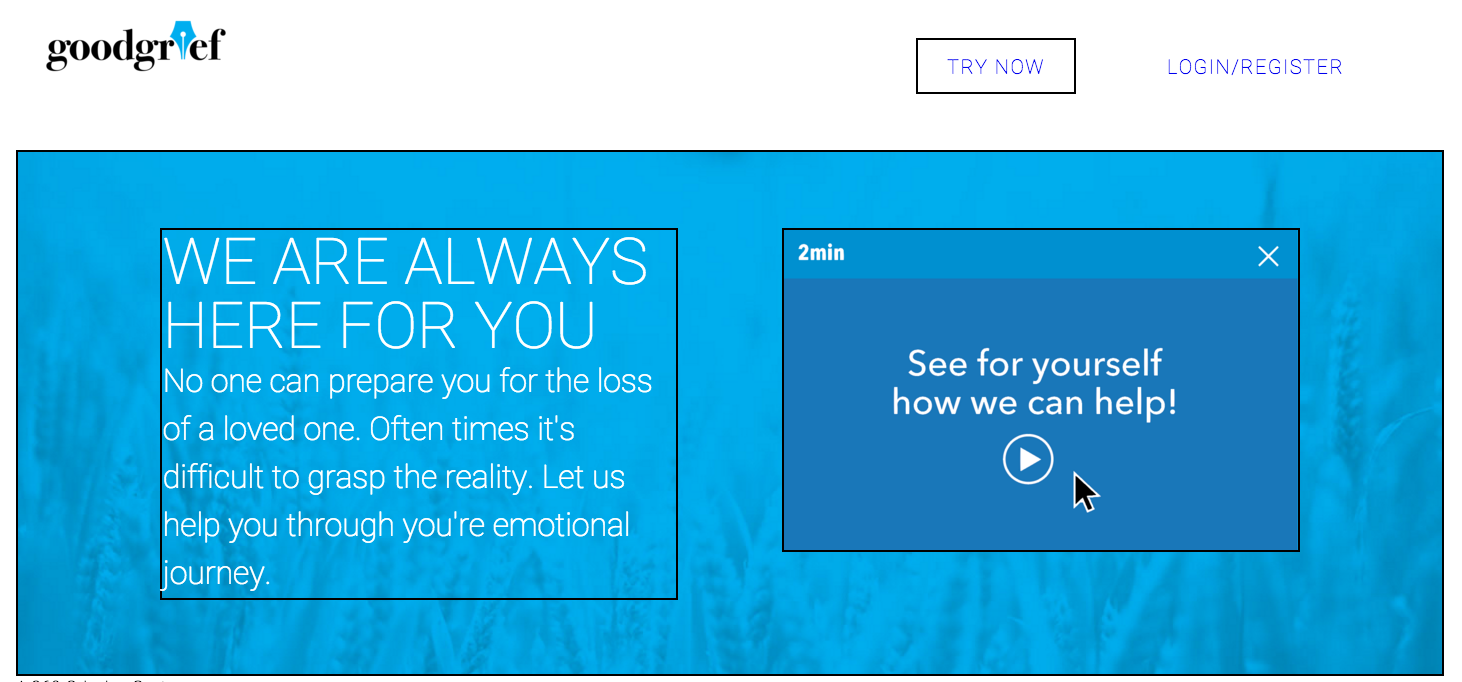 goodgrief
TRY NOW
LOGIN/REGISTER
WE ARE ALWAYS
HERE FOR YOU
No one can prepare you for the loss
of a loved one. Often times it's
difficult to grasp the reality. Let us
help you through you're emotional
journey.
2min
See for yourself
how we can help!